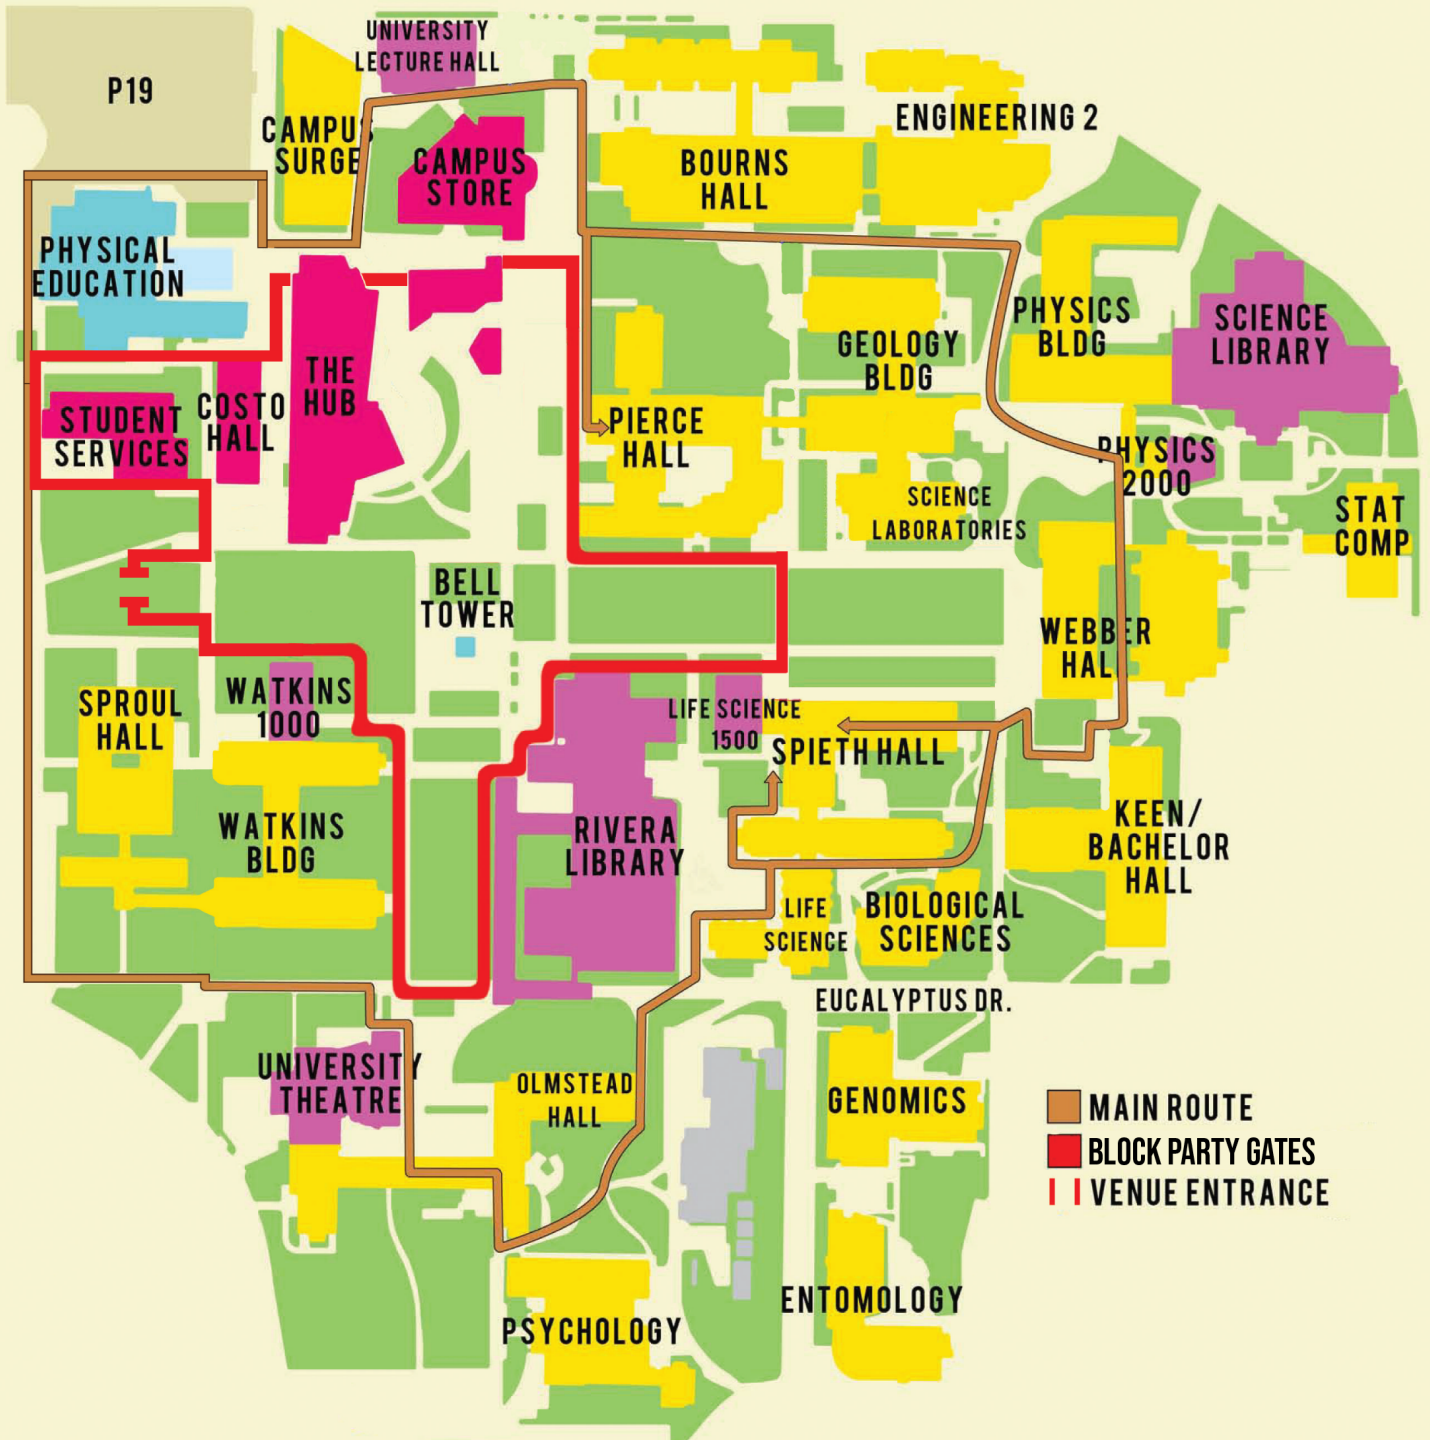 UNIVERSITY
LECTURE HALL
P19
CAMPUS
SURGE
CAMPUS
STORE
BOURNS
HALL
ENGINEERING 2
PHYSICAL
EDUCATION
THE
HUB
STUDENT
SERVICES
COSTO
HALL
PIERCE
HALL
GEOLOGY
BLDG
PHYSICS
BLDG
SCIENCE
LIBRARY
PHYSICS
2000
SCIENCE
LABORATORIES
STAT
COMP
BELL
TOWER
WEBBER
HALL
SPROUL
HALL
WATKINS
1000
LIFE SCIENCE
1500
SPIETH HALL
WATKINS
BLDG
RIVERA
LIBRARY
KEEN/
BACHELOR
HALL
LIFE
SCIENCE
BIOLOGICAL
SCIENCES
EUCALYPTUS DR.
UNIVERSITY
THEATRE
OLMSTEAD
HALL
GENOMICS
MAIN ROUTE
BLOCK PARTY GATES
VENUE ENTRANCE
ENTOMOLOGY
PSYCHOLOGY